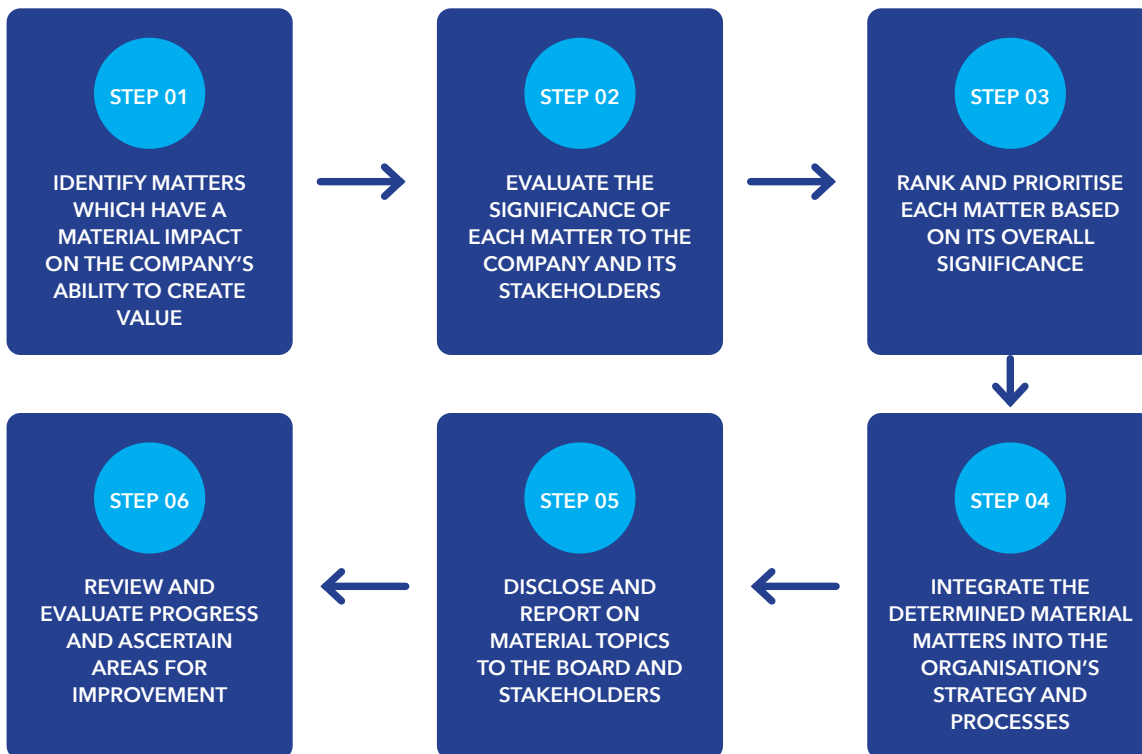 STEP 01
IDENTIFY MATTERS
WHICH HAVE A
MATERIAL IMPACT
ON THE COMPANY’S
ABILITY TO CREATE
VALUE
STEP 02
EVALUATE THE
SIGNIFICANCE OF
EACH MATTER TO THE
COMPANY AND ITS
STAKEHOLDERS
STEP 03
RANK AND PRIORITISE
EACH MATTER BASED
ON ITS OVERALL
SIGNIFICANCE
STEP 04
INTEGRATE THE
DETERMINED MATERIAL
MATTERS INTO THE
ORGANISATION’S
STRATEGY AND
PROCESSES
STEP 05
DISCLOSE AND
REPORT ON
MATERIAL TOPICS
TO THE BOARD AND
STAKEHOLDERS
STEP 06
REVIEW AND
EVALUATE PROGRESS
AND ASCERTAIN
AREAS FOR
IMPROVEMENT